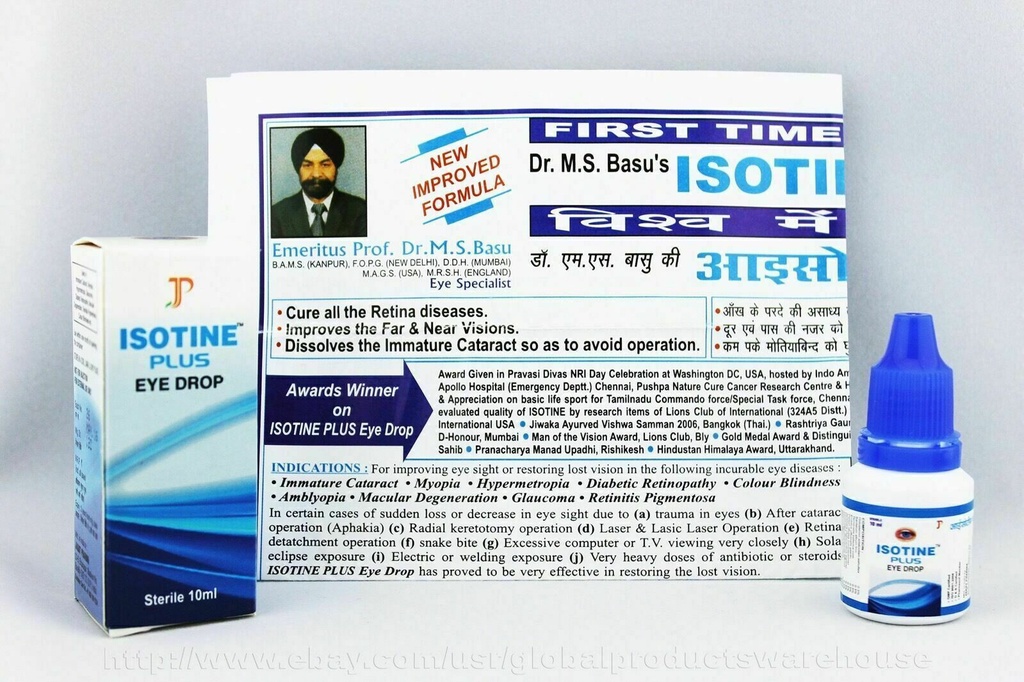 FIRST TIME
NEW
IMPROVED
FORMULA
Dr. M.S. Basu's ISOTI
विश्व में
Emeritus Prof. Dr.M.S.Basu
B.A.M.S. (KANPUR), F.O.P.G. (NEW DELHI), D.D.H. (MUMBAI)
M.A.G.S. (USA), M.R.S.H. (ENGLAND)
Eye Specialist
डॉ. एम.एस. बासु की आइसो
• Cure all the Retina diseases.
• Improves the Far & Near Visions.
• Dissolves the Immature Cataract so as to avoid operation.
• आँख के परदे की असाध्य
• दूर एवं पास की नजर को
• कम पके मोतियाबिन्द को
Awards Winner
on
ISOTINE PLUS Eye Drop
Award Given in Pravasi Divas NRI Day Celebration at Washington DC, USA, hosted by Indo Am
Apollo Hospital (Emergency Deptt.) Chennai, Pushpa Nature Cure Cancer Research Centre & H
& Appreciation on basic life sport for Tamilnadu Commando force/Special Task force, Chenn
evaluated quality of ISOTINE by research items of Lions Club of International (324A5 Distt.)
International USA • Jiwaka Ayurved Vishwa Samman 2006, Bangkok (Thai.) • Rashtriya Gau
D-Honour, Mumbai • Man of the Vision Award, Lions Club, Bly • Gold Medal Award & Distingui
Sahib • Pranacharya Manad Upadhi, Rishikesh • Hindustan Himalaya Award, Uttarakhand.
INDICATIONS : For improving eye sight or restoring lost vision in the following incurable eye diseases :
• Immature Cataract • Myopia • Hypermetropia • Diabetic Retinopathy • Colour Blindness
• Amblyopia • Macular Degeneration • Glaucoma • Retinitis Pigmentosa
In certain cases of sudden loss or decrease in eye sight due to (a) trauma in eyes (b) After catarac
operation (Aphakia) (c) Radial keretotomy operation (d) Laser & Lasic Laser Operation (e) Retina
detatchment operation (f) snake bite (g) Excessive computer or T.V. viewing very closely (h) Sola
eclipse exposure (i) Electric or welding exposure (j) Very heavy doses of antibiotic or steroids
ISOTINE PLUS Eye Drop has proved to be very effective in restoring the lost vision.
ISOTINE™
PLUS
EYE DROP
Sterile 10ml
10 ml
ISOTINE™
PLUS
EYE DROP
http://www.ebay.com/usr/globalproductswarehouse